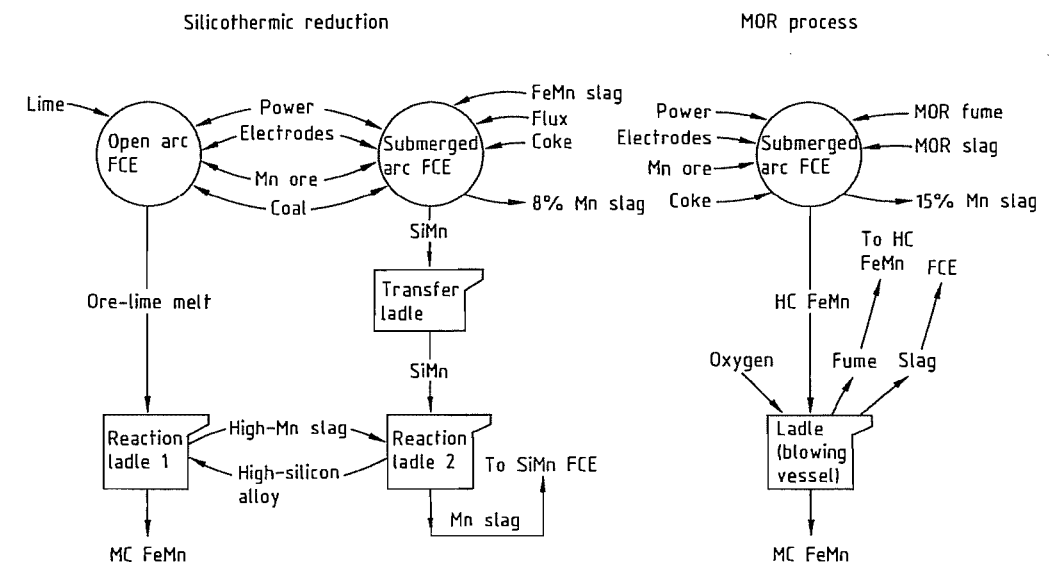 Silicothermic reduction
MOR process
Lime
Open arc
FCE
Power
Electrodes
Mn ore
Coal
Submerged
arc FCE
FeMn slag
Flux
Coke
8% Mn slag
SiMn
Transfer
ladle
SiMn
Ore-lime melt
Reaction
ladle 1
High-Mn slag
High-silicon
alloy
Reaction
ladle 2
To SiMn FCE
Mn slag
MC FeMn
Power
Electrodes
Mn ore
Coke
Submerged
arc FCE
MOR fume
MOR slag
15% Mn slag
To HC
FeMn
FCE
HC FeMn
Oxygen
Fume
Slag
Ladle
(blowing
vessel)
MC FeMn